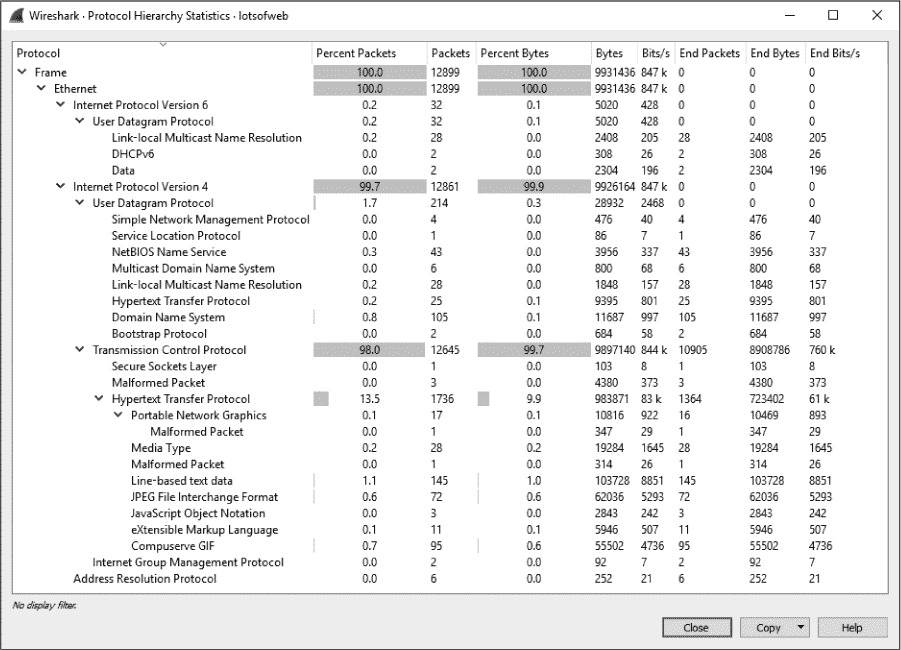 Wireshark · Protocol Hierarchy Statistics · lotsofweb
Protocol Percent Packets Packets Percent Bytes Bytes Bits/s End Packets End Bytes End Bits/s
Frame 100.0 12899 100.0 9931436 847 k 0 0 0
Ethernet 100.0 12899 100.0 9931436 847 k 0 0 0
Internet Protocol Version 6 0.2 32 0.1 5020 428 0 0 0
User Datagram Protocol 0.2 32 0.1 5020 428 0 0 0
Link-local Multicast Name Resolution 0.2 28 0.0 2408 205 28 2408 205
DHCPv6 0.0 2 0.0 308 26 2 308 26
Data 0.0 2 0.0 2304 196 2 2304 196
Internet Protocol Version 4 99.7 12861 99.9 9926164 847 k 0 0 0
User Datagram Protocol 1.7 214 0.3 28932 2468 0 0 0
Simple Network Management Protocol 0.0 4 0.0 476 40 4 476 40
Service Location Protocol 0.0 1 0.0 86 7 1 86 7
NetBIOS Name Service 0.3 43 0.0 3956 337 43 3956 337
Multicast Domain Name System 0.0 6 0.0 800 68 6 800 68
Link-local Multicast Name Resolution 0.2 28 0.0 1848 157 28 1848 157
Hypertext Transfer Protocol 0.2 25 0.1 9395 801 25 9395 801
Domain Name System 0.8 105 0.1 11687 997 105 11687 997
Bootstrap Protocol 0.0 2 0.0 684 58 2 684 58
Transmission Control Protocol 98.0 12645 99.7 9897140 844 k 10905 8908786 760 k
Secure Sockets Layer 0.0 1 0.0 103 8 1 103 8
Malformed Packet 0.0 3 0.0 4380 373 3 4380 373
Hypertext Transfer Protocol 13.5 1736 9.9 983871 83 k 1364 723402 61 k
Portable Network Graphics 0.1 17 0.1 10816 922 16 10469 893
Malformed Packet 0.0 1 0.0 347 29 1 347 29
Media Type 0.2 28 0.2 19284 1645 28 19284 1645
Malformed Packet 0.0 1 0.0 314 26 1 314 26
Line-based text data 1.1 145 1.0 103728 8851 145 103728 8851
JPEG File Interchange Format 0.6 72 0.6 62036 5293 72 62036 5293
JavaScript Object Notation 0.0 3 0.0 2843 242 3 2843 242
eXtensible Markup Language 0.1 11 0.1 5946 507 11 5946 507
Compuserve GIF 0.7 95 0.6 55502 4736 95 55502 4736
Internet Group Management Protocol 0.0 2 0.0 92 7 2 92 7
Address Resolution Protocol 0.0 6 0.0 252 21 6 252 21
No display filter.
Close Copy Help